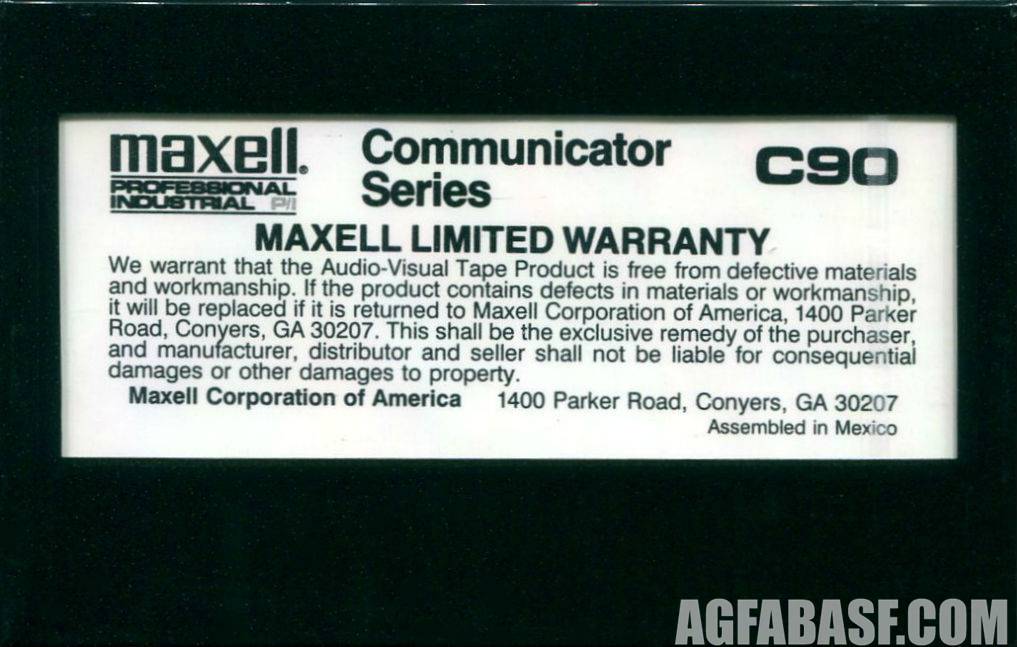 maxell.
PROFESSIONAL
INDUSTRIAL P/I
Communicator
Series
C90
MAXELL LIMITED WARRANTY
We warrant that the Audio-Visual Tape Product is free from defective materials
and workmanship. If the product contains defects in materials or workmanship,
it will be replaced if it is returned to Maxell Corporation of America, 1400 Parker
Road, Conyers, GA 30207. This shall be the exclusive remedy of the purchaser,
and manufacturer, distributor and seller shall not be liable for consequential
damages or other damages to property.
Maxell Corporation of America 1400 Parker Road, Conyers, GA 30207
Assembled in Mexico
AGFABASF.COM